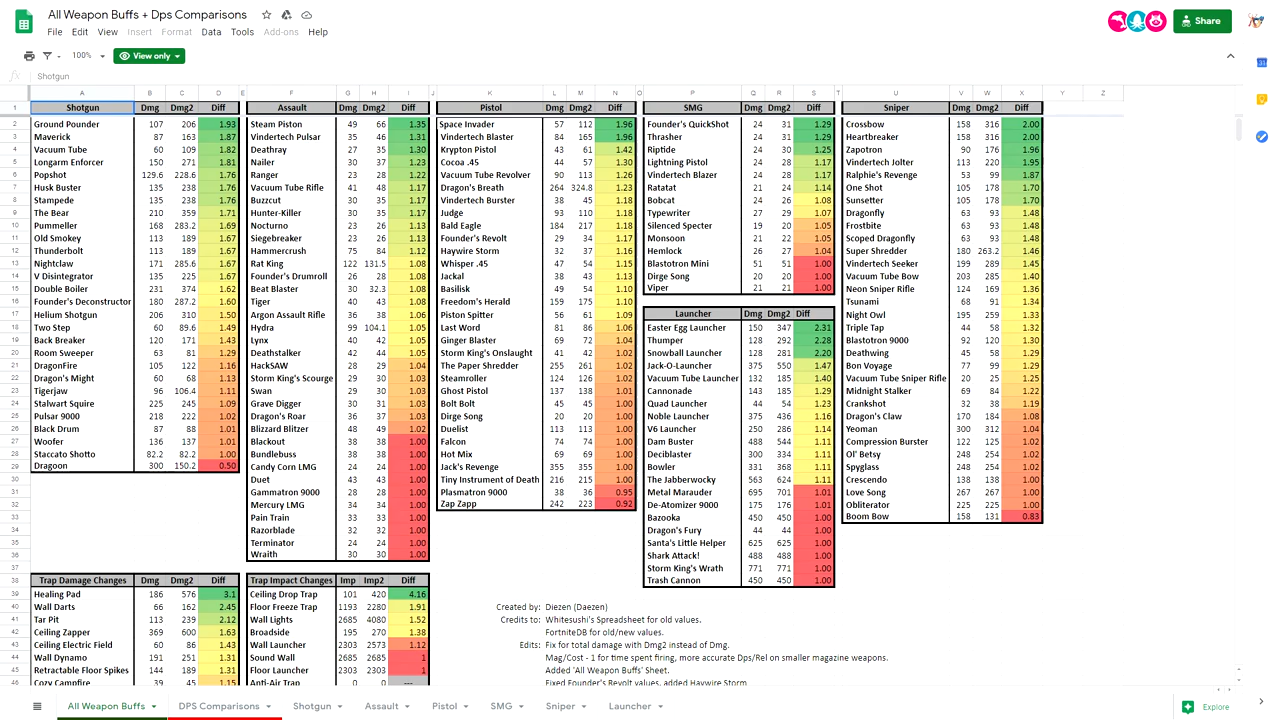 All Weapon Buffs + Dps Comparisons
File Edit View Insert Format Data Tools Add-ons Help
Share
100% View only
fx Shotgun
A B C D E F G H I J K L M N O P Q R S T U V W X Y Z
Shotgun Dmg Dmg2 Diff
Ground Pounder 107 206 1.93
Maverick 87 163 1.87
Vacuum Tube 60 109 1.82
Longarm Enforcer 150 271 1.81
Popshot 129.6 228.6 1.76
Husk Buster 135 238 1.76
Stampede 135 238 1.76
The Bear 210 359 1.71
Pummeller 168 283.2 1.69
Old Smokey 113 189 1.67
Thunderbolt 113 189 1.67
Nightclaw 171 285.6 1.67
V Disintegrator 135 225 1.67
Double Boiler 231 374 1.62
Founder's Deconstructor 180 287.2 1.60
Helium Shotgun 206 310 1.50
Two Step 60 89.6 1.49
Back Breaker 120 171 1.43
Room Sweeper 63 81 1.29
DragonFire 105 122 1.16
Dragon's Might 60 68 1.13
Tigerjaw 96 106.4 1.11
Stalwart Squire 225 245 1.09
Pulsar 9000 218 222 1.02
Black Drum 87 88 1.01
Woofer 136 137 1.01
Staccato Shotto 82.2 82.2 1.00
Dragoon 300 150.2 0.50
Assault Dmg Dmg2 Diff
Steam Piston 49 66 1.35
Vindertech Pulsar 35 46 1.31
Deathray 37 48 1.30
Nailer 30 37 1.23
Ranger 23 28 1.22
Vacuum Tube Rifle 41 48 1.17
Buzzcut 30 35 1.17
Hunter-Killer 30 35 1.17
Nocturno 23 26 1.13
Siegebreaker 23 26 1.13
Hammercrush 75 84 1.12
Rat King 122 131.5 1.08
Founder's Drumroll 26 28 1.08
Beat Blaster 30 32.3 1.08
Tiger 40 43 1.08
Argon Assault Rifle 36 38 1.06
Hydra 99 104.1 1.05
Lynx 40 42 1.05
Deathstalker 42 44 1.05
HackSAW 28 29 1.04
Storm King's Scourge 29 30 1.03
Swan 29 30 1.03
Grave Digger 30 31 1.03
Dragon's Roar 36 37 1.03
Blizzard Blitzer 48 49 1.02
Blackout 38 38 1.00
Bundlebuss 38 38 1.00
Candy Corn LMG 24 24 1.00
Duet 43 43 1.00
Gammatron 9000 28 28 1.00
Mercury LMG 34 34 1.00
Pain Train 33 33 1.00
Razorblade 32 32 1.00
Terminator 24 24 1.00
Wraith 30 30 1.00
Pistol Dmg Dmg2 Diff
Space Invader 57 112 1.96
Vindertech Blaster 84 165 1.96
Krypton Pistol 43 61 1.42
Cocoa .45 44 57 1.30
Vacuum Tube Revolver 90 113 1.26
Dragon's Breath 264 324.8 1.23
Vindertech Burster 38 45 1.18
Judge 93 110 1.18
Bald Eagle 184 217 1.18
Founder's Revolt 29 34 1.17
Haywire Storm 32 37 1.16
Whisper .45 47 54 1.15
Jackal 38 43 1.13
Basilisk 49 54 1.10
Freedom's Herald 159 175 1.10
Piston Spitter 56 61 1.09
Last Word 81 86 1.06
Ginger Blaster 69 72 1.04
Storm King's Onslaught 41 42 1.02
The Paper Shredder 255 261 1.02
Steamroller 124 126 1.02
Ghost Pistol 137 138 1.01
Bolt Bolt 45 45 1.00
Dirge Song 20 20 1.00
Duelist 113 113 1.00
Falcon 74 74 1.00
Hot Mix 69 69 1.00
Jack's Revenge 355 355 1.00
Tiny Instrument of Death 216 215 1.00
Plasmatron 9000 38 36 0.95
Zap Zapp 242 223 0.92
SMG Dmg Dmg2 Diff
Founder's QuickShot 24 31 1.29
Thrasher 24 31 1.29
Riptide 24 30 1.25
Lightning Pistol 24 28 1.17
Vindertech Blazer 24 28 1.17
Ratatat 21 24 1.14
Bobcat 24 26 1.08
Typewriter 27 29 1.07
Silenced Specter 19 20 1.05
Monsoon 21 22 1.05
Hemlock 26 27 1.04
Blastotron Mini 51 51 1.00
Dirge Song 20 20 1.00
Viper 21 21 1.00
Launcher Dmg Dmg2 Diff
Easter Egg Launcher 150 347 2.31
Thumper 128 292 2.28
Snowball Launcher 128 281 2.20
Jack-O-Launcher 375 550 1.47
Vacuum Tube Launcher 132 185 1.40
Cannonade 143 185 1.29
Quad Launcher 44 54 1.23
Noble Launcher 375 436 1.16
V6 Launcher 250 286 1.14
Dam Buster 488 544 1.11
Deciblaster 300 334 1.11
Bowler 331 368 1.11
The Jabberwocky 563 624 1.11
Metal Marauder 695 701 1.01
De-Atomizer 9000 175 176 1.01
Bazooka 450 450 1.00
Dragon's Fury 44 44 1.00
Santa's Little Helper 625 625 1.00
Shark Attack! 488 488 1.00
Storm King's Wrath 771 771 1.00
Trash Cannon 450 450 1.00
Sniper Dmg Dmg2 Diff
Crossbow 158 316 2.00
Heartbreaker 158 316 2.00
Zapotron 90 176 1.96
Vindertech Jolter 113 220 1.95
Ralphie's Revenge 53 99 1.87
One Shot 105 178 1.70
Sunsetter 105 178 1.70
Dragonfly 63 93 1.48
Frostbite 63 93 1.48
Scoped Dragonfly 63 93 1.48
Super Shredder 180 263.2 1.46
Vindertech Seeker 199 289 1.45
Vacuum Tube Bow 203 285 1.40
Neon Sniper Rifle 124 168 1.36
Tsunami 68 91 1.34
Night Owl 195 259 1.33
Triple Tap 44 58 1.32
Blastotron 9000 92 120 1.30
Deathwing 45 58 1.29
Bon Voyage 77 99 1.29
Vacuum Tube Sniper Rifle 20 25 1.25
Midnight Stalker 69 84 1.22
Crankshot 32 38 1.19
Dragon's Claw 170 184 1.08
Yeoman 300 312 1.04
Compression Burster 122 125 1.02
Ol' Betsy 248 254 1.02
Spyglass 248 254 1.02
Crescendo 138 138 1.00
Love Song 267 267 1.00
Obliterator 175 175 1.00
Boom Bow 158 131 0.83
Trap Damage Changes Dmg Dmg2 Diff
Healing Pad 186 576 3.1
Wall Darts 66 162 2.45
Tar Pit 113 239 2.12
Ceiling Zapper 369 600 1.63
Ceiling Electric Field 60 86 1.43
Wall Dynamo 191 251 1.31
Retractable Floor Spikes 144 189 1.31
Cozy Campfire 39 45 1.15
Trap Impact Changes Imp Imp2 Diff
Ceiling Drop Trap 101 420 4.16
Floor Freeze Trap 1193 2280 1.91
Wall Lights 2685 4080 1.52
Broadside 195 270 1.38
Wall Launcher 2303 2573 1.12
Sound Wall 2685 2685 1
Floor Launcher 2303 2303 1
Anti-Air Trap 0 0 ---
Created by: Diezen (Daezen)
Credits to: Whitesushi's Spreadsheet for old values.
FortniteDB for old/new values.
Edits: Fix for total damage with Dmg2 instead of Dmg.
Mag/Cost - 1 for time spent firing, more accurate Dps/Rel on smaller magazine weapons.
Added 'All Weapon Buffs' Sheet.
Fixed Founder's Revolt values, added Haywire Storm
All Weapon Buffs DPS Comparisons Shotgun Assault Pistol SMG Sniper Launcher Explore